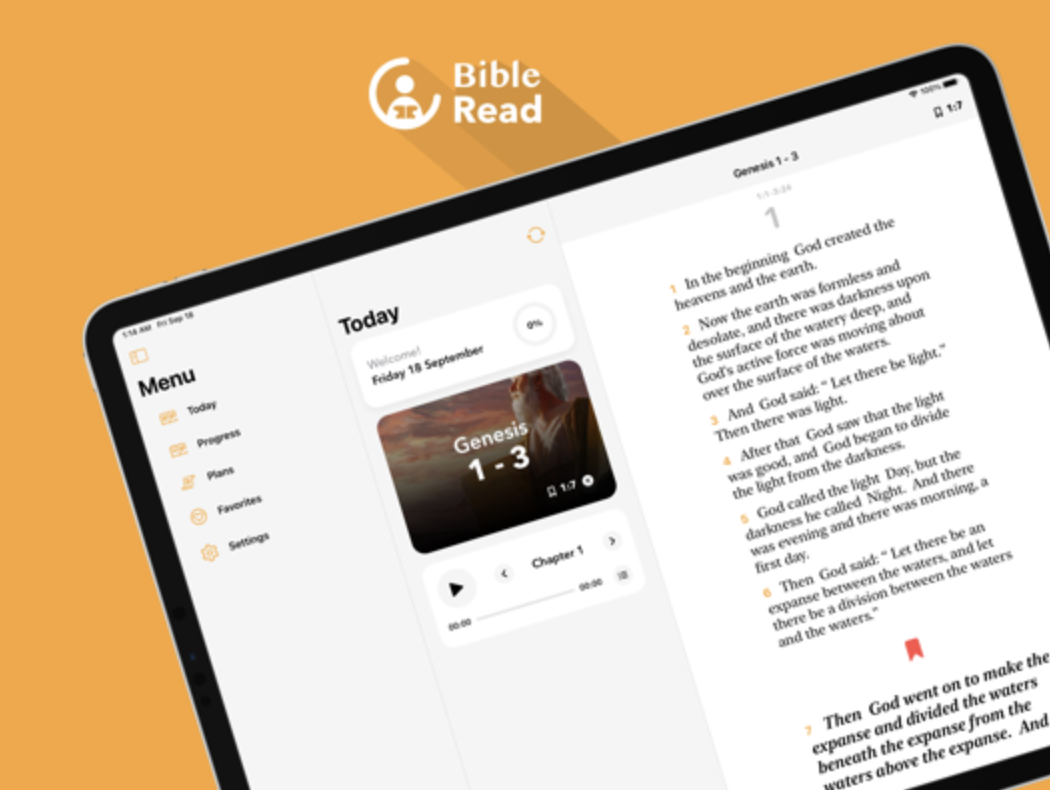 Bible
Read
1:14 AM Fri Sep 18
100%
Menu
Today
Progress
Plans
Favorites
Settings
Today
Welcome!
Friday 18 September
0%
Genesis
1 - 3
1:7
Chapter 1
00:00
00:00
1:7
Genesis 1 - 3
1:1-3:24
1
1 In the beginning God created the
heavens and the earth.
2 Now the earth was formless and
desolate, and there was darkness upon
the surface of the watery deep, and
God's active force was moving about
over the surface of the waters.
3 And God said: “ Let there be light.”
Then there was light.
4 After that God saw that the light
was good, and God began to divide
the light from the darkness.
5 God called the light Day, but the
darkness he called Night. And there
was evening and there was morning, a
first day.
6 Then God said: “ Let there be an
expanse between the waters, and let
there be a division between the waters
and the waters.”
7 Then God went on to make the
expanse and divided the waters
beneath the expanse from the
waters above the expanse. And